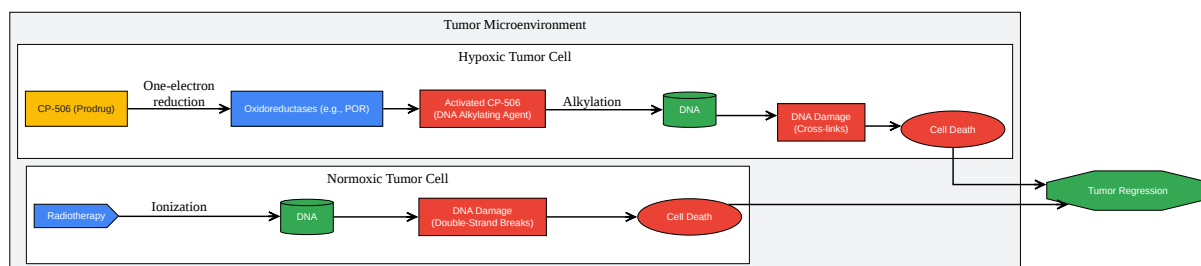 Tumor Microenvironment
Hypoxic Tumor Cell
One-electron
reduction
CP-506 (Prodrug)
Oxidoreductases (e.g., POR)
Activated CP-506
(DNA Alkylating Agent)
Alkylation
DNA
DNA Damage
(Cross-links)
Cell Death
Normoxic Tumor Cell
Radiotherapy
Ionization
DNA
DNA Damage
(Double-Strand Breaks)
Cell Death
Tumor Regression